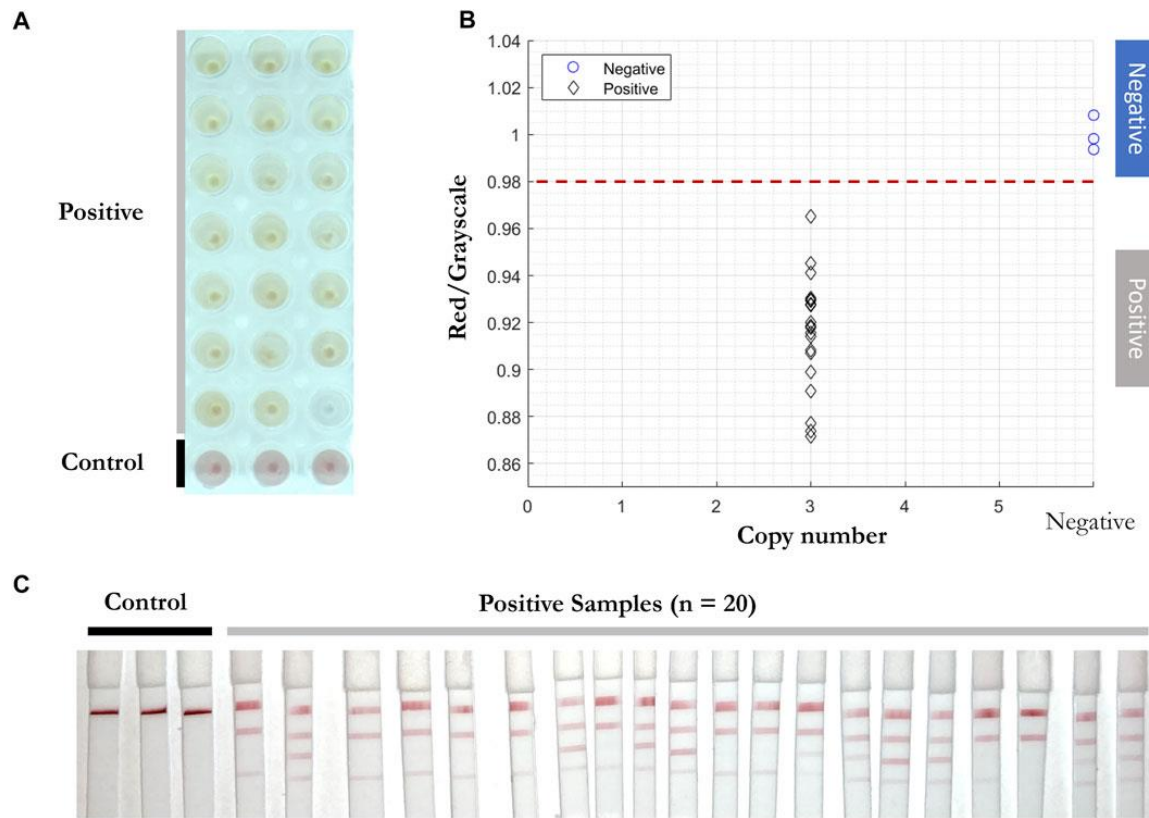 A
Positive
Control
B
1.04
1.02
1
0.98
0.96
0.94
0.92
0.9
0.88
0.86
Red/Grayscale
Negative
Positive
0
1
2
3
4
5
Negative
Copy number
Negative
Positive
C
Control
Positive Samples (n = 20)